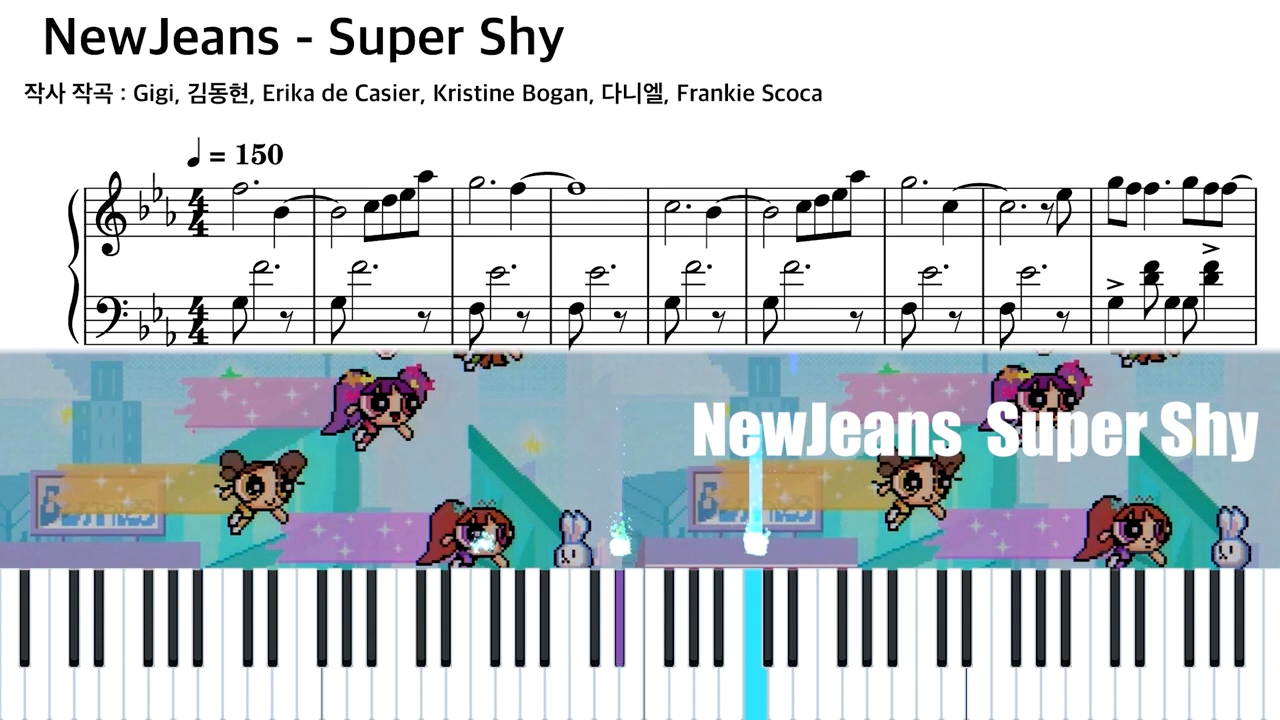 NewJeans - Super Shy
작사 작곡 : Gigi, 김동현, Erika de Casier, Kristine Bogan, 다니엘, Frankie Scoca
♩ = 150
NewJeans Super Shy